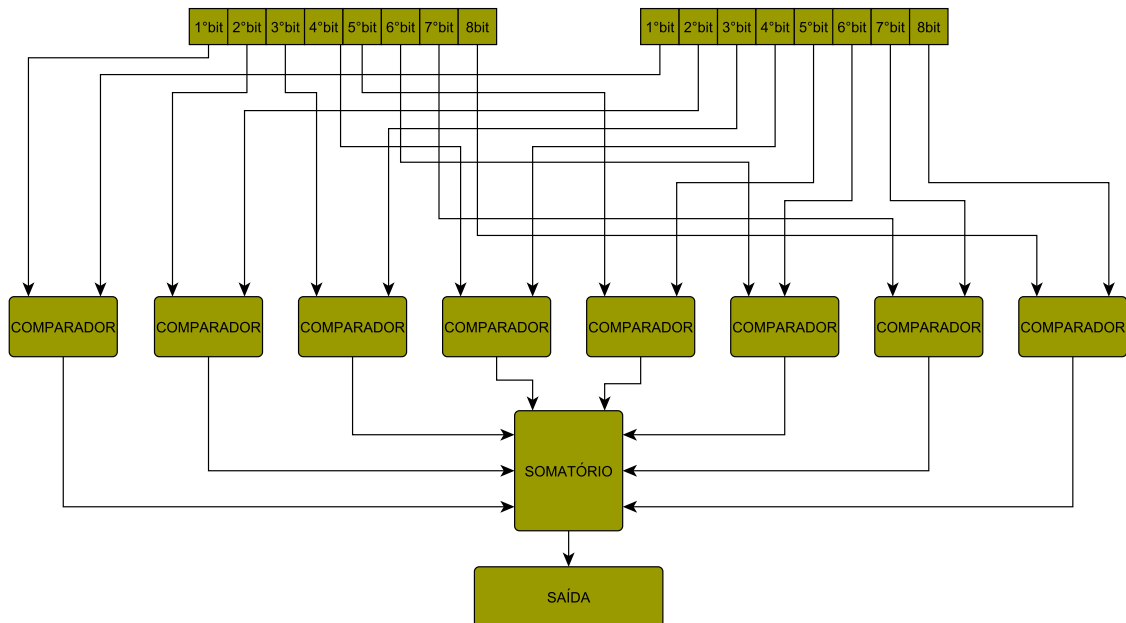 1°bit 2°bit 3°bit 4°bit 5°bit 6°bit 7°bit 8bit
1°bit 2°bit 3°bit 4°bit 5°bit 6°bit 7°bit 8bit
COMPARADOR COMPARADOR COMPARADOR COMPARADOR COMPARADOR COMPARADOR COMPARADOR COMPARADOR
SOMATÓRIO
SAÍDA